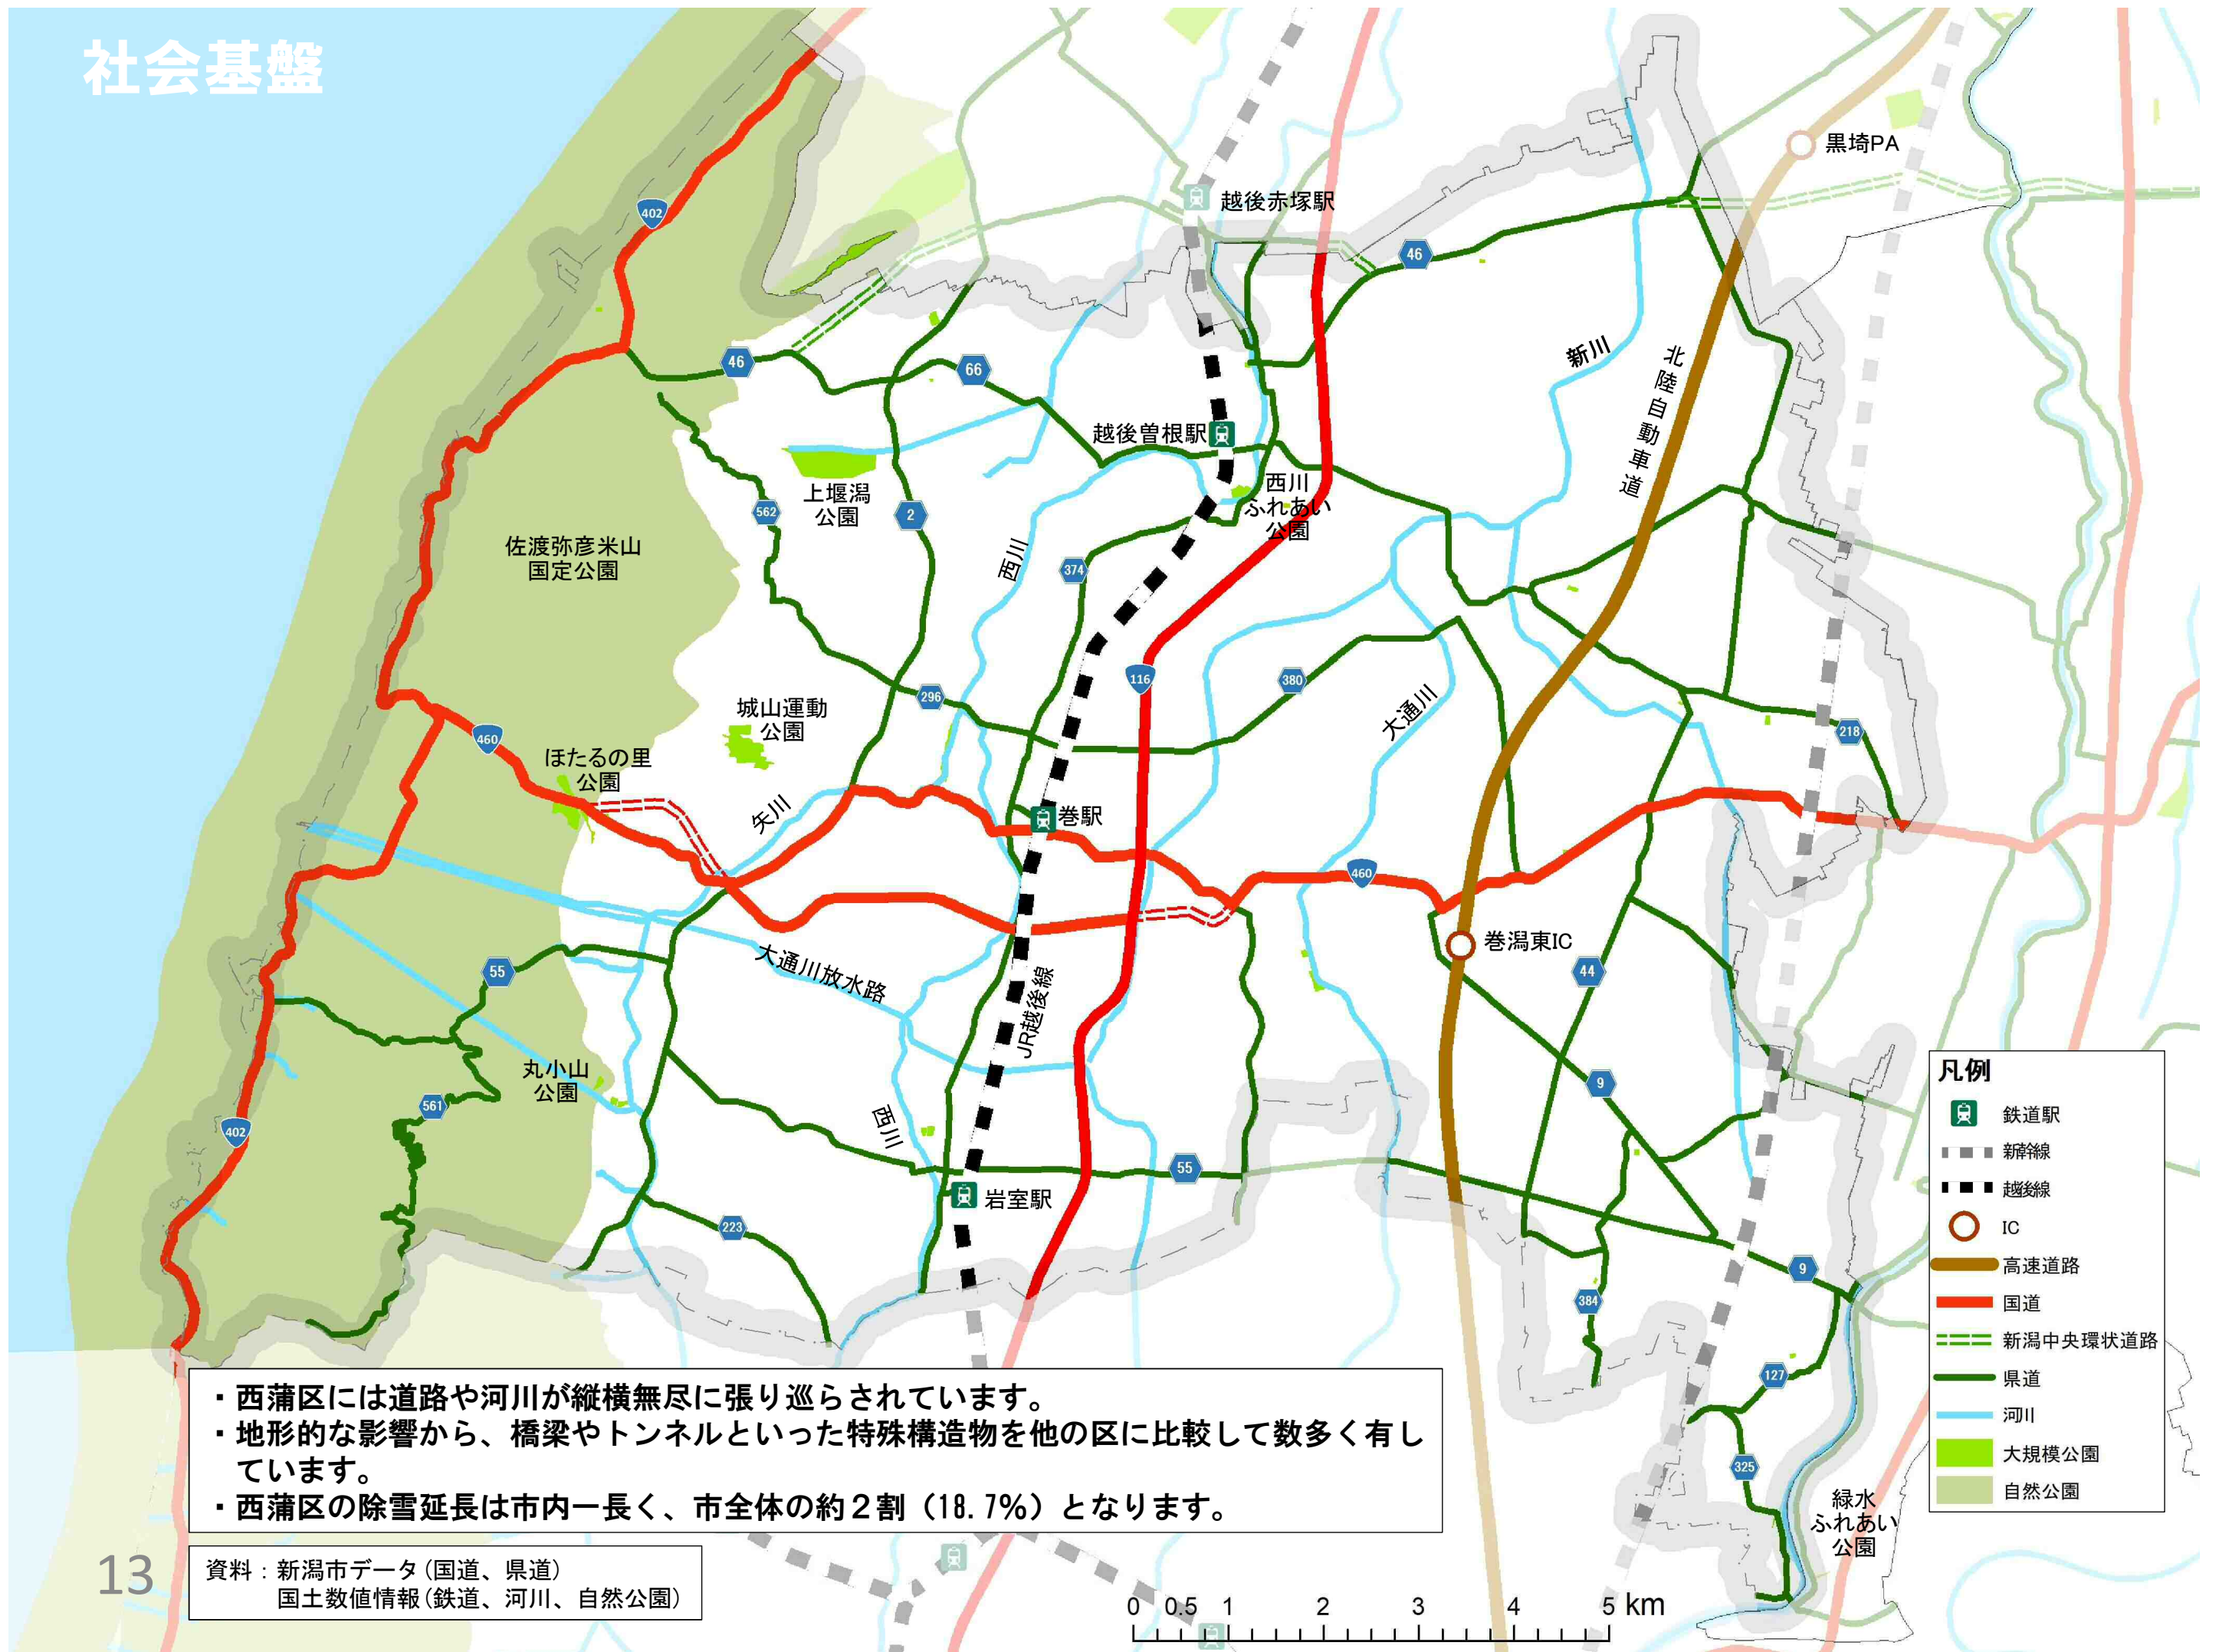 社会基盤
402
黒埼PA
越後赤塚駅
46
新川
北陸自動車道
46
66
越後曽根駅
上堰潟
公園
562
2
西川
ふれあい
公園
佐渡弥彦米山
国定公園
西川
374
116
380
296
大通川
城山運動
公園
460
218
ほたるの里
公園
矢川
巻駅
460
巻潟東IC
55
大通川放水路
44
JR越後線
丸小山
公園
561
9
402
西川
55
岩室駅
223
9
384
127
325
緑水
ふれあい
公園
凡例
鉄道駅
新幹線
越後線
IC
高速道路
国道
新潟中央環状道路
県道
河川
大規模公園
自然公園
・西蒲区には道路や河川が縦横無尽に張り巡らされています。
・地形的な影響から、橋梁やトンネルといった特殊構造物を他の区に比較して数多く有し
ています。
・西蒲区の除雪延長は市内一長く、市全体の約2割（18.7%）となります。
13
資料：新潟市データ(国道、県道)
国土数値情報(鉄道、河川、自然公園)
0 0.5 1 2 3 4 5 km